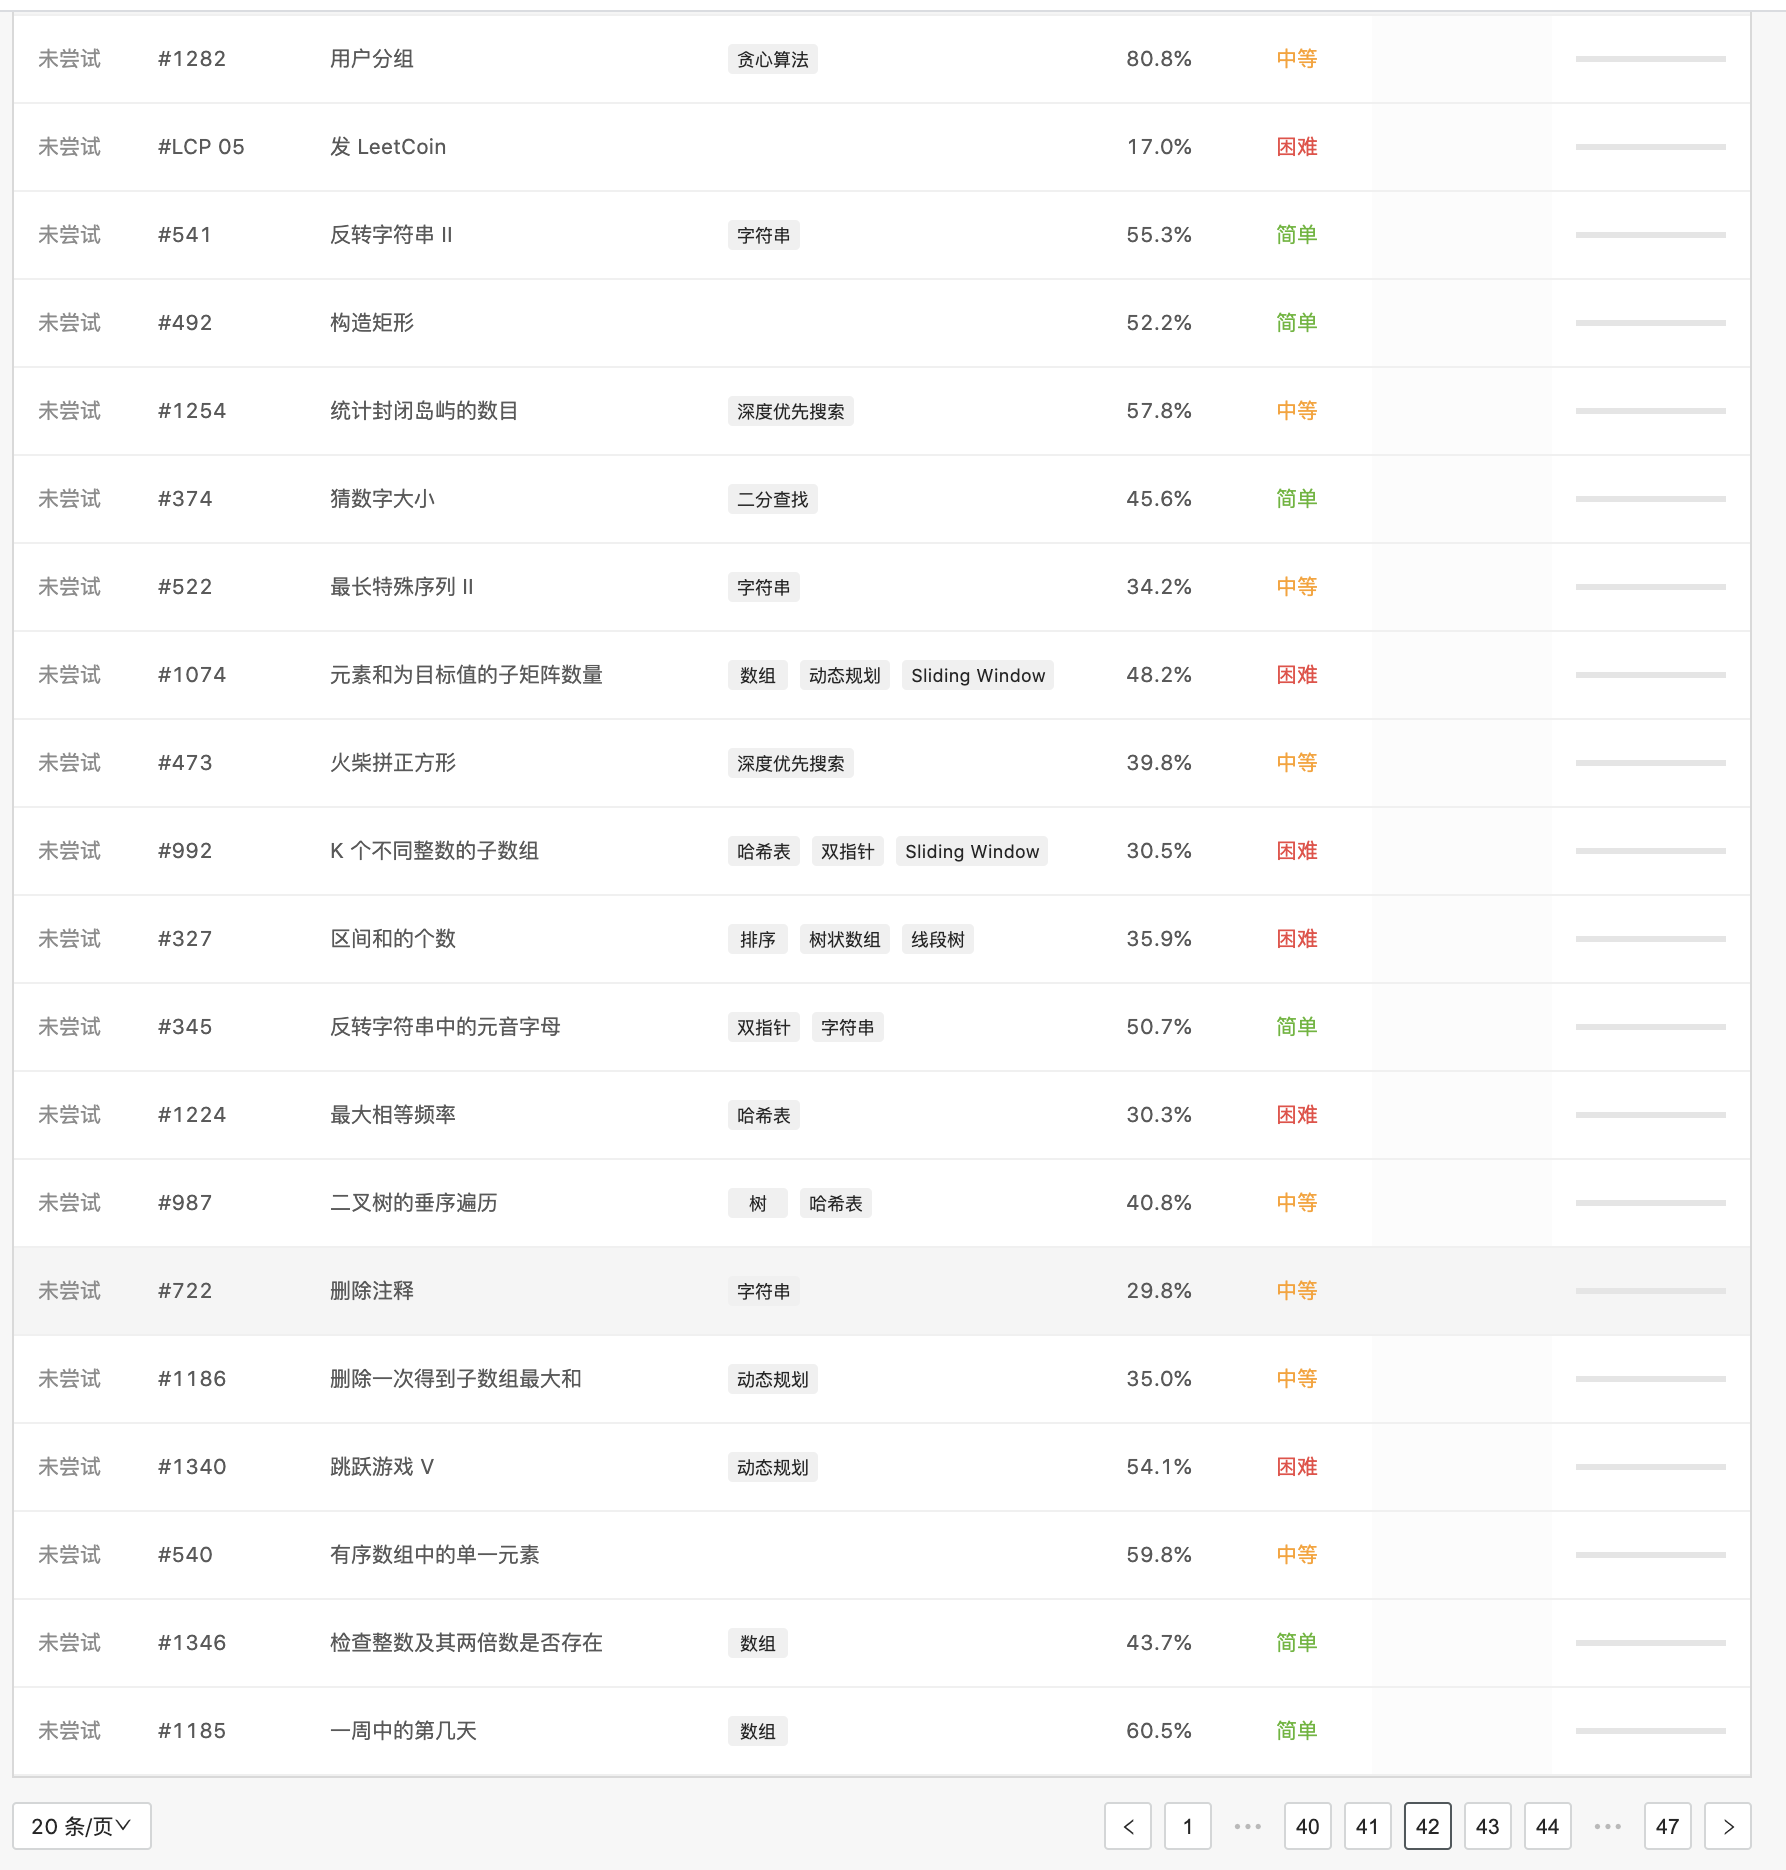 未尝试 #1282 用户分组 贪心算法 80.8% 中等
未尝试 #LCP 05 发 LeetCoin 17.0% 困难
未尝试 #541 反转字符串 II 字符串 55.3% 简单
未尝试 #492 构造矩形 52.2% 简单
未尝试 #1254 统计封闭岛屿的数目 深度优先搜索 57.8% 中等
未尝试 #374 猜数字大小 二分查找 45.6% 简单
未尝试 #522 最长特殊序列 II 字符串 34.2% 中等
未尝试 #1074 元素和为目标值的子矩阵数量 数组 动态规划 Sliding Window 48.2% 困难
未尝试 #473 火柴拼正方形 深度优先搜索 39.8% 中等
未尝试 #992 K 个不同整数的子数组 哈希表 双指针 Sliding Window 30.5% 困难
未尝试 #327 区间和的个数 排序 树状数组 线段树 35.9% 困难
未尝试 #345 反转字符串中的元音字母 双指针 字符串 50.7% 简单
未尝试 #1224 最大相等频率 哈希表 30.3% 困难
未尝试 #987 二叉树的垂序遍历 树 哈希表 40.8% 中等
未尝试 #722 删除注释 字符串 29.8% 中等
未尝试 #1186 删除一次得到子数组最大和 动态规划 35.0% 中等
未尝试 #1340 跳跃游戏 V 动态规划 54.1% 困难
未尝试 #540 有序数组中的单一元素 59.8% 中等
未尝试 #1346 检查整数及其两倍数是否存在 数组 43.7% 简单
未尝试 #1185 一周中的第几天 数组 60.5% 简单
20 条/页 < 1 ••• 40 41 42 43 44 ••• 47 >